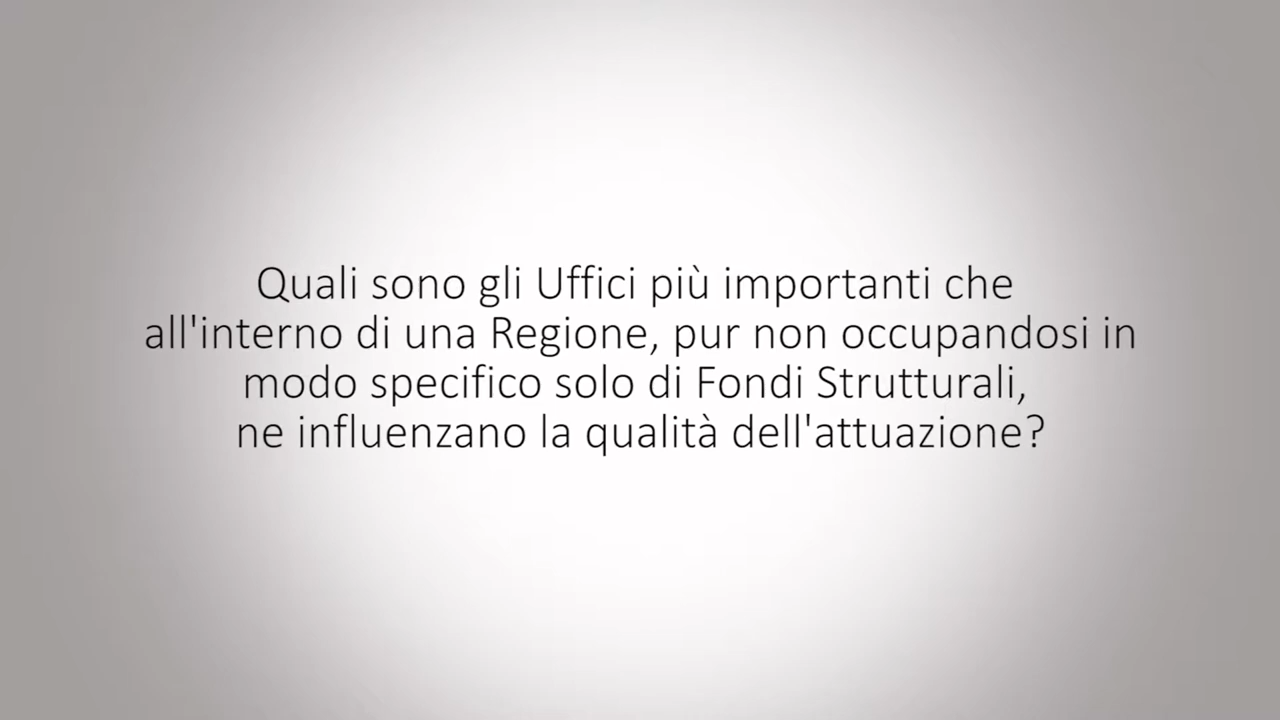 Quali sono gli Uffici più importanti che
all'interno di una Regione, pur non occupandosi in
modo specifico solo di Fondi Strutturali,
ne influenzano la qualità dell'attuazione?